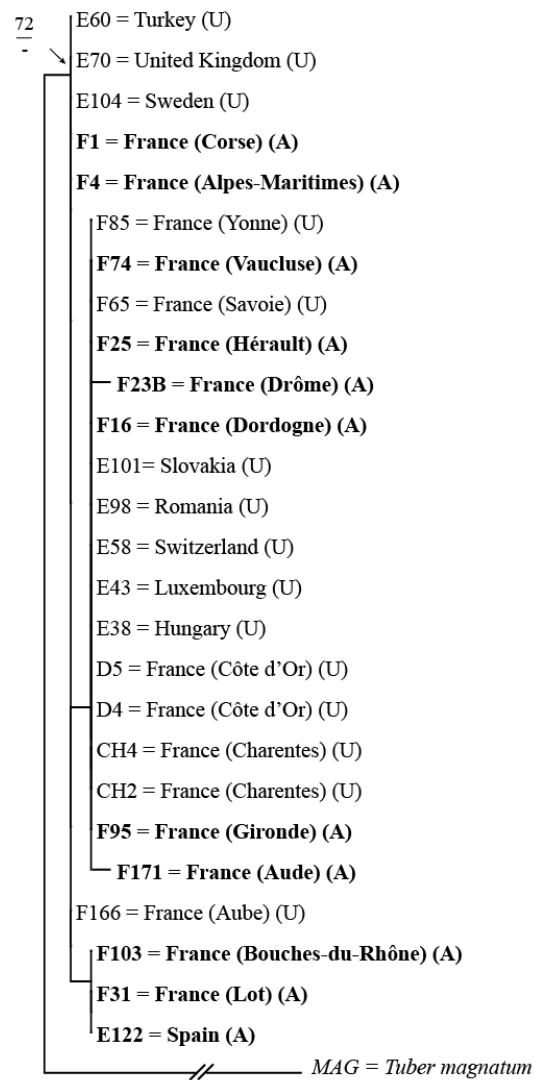 72
-
E60 = Turkey (U)
E70 = United Kingdom (U)
E104 = Sweden (U)
F1 = France (Corse) (A)
F4 = France (Alpes-Maritimes) (A)
F85 = France (Yonne) (U)
F74 = France (Vaucluse) (A)
F65 = France (Savoie) (U)
F25 = France (Hérault) (A)
F23B = France (Drôme) (A)
F16 = France (Dordogne) (A)
E101= Slovakia (U)
E98 = Romania (U)
E58 = Switzerland (U)
E43 = Luxembourg (U)
E38 = Hungary (U)
D5 = France (Côte d’Or) (U)
D4 = France (Côte d’Or) (U)
CH4 = France (Charentes) (U)
CH2 = France (Charentes) (U)
F95 = France (Gironde) (A)
F171 = France (Aude) (A)
F166 = France (Aube) (U)
F103 = France (Bouches-du-Rhône) (A)
F31 = France (Lot) (A)
E122 = Spain (A)
MAG = Tuber magnatum